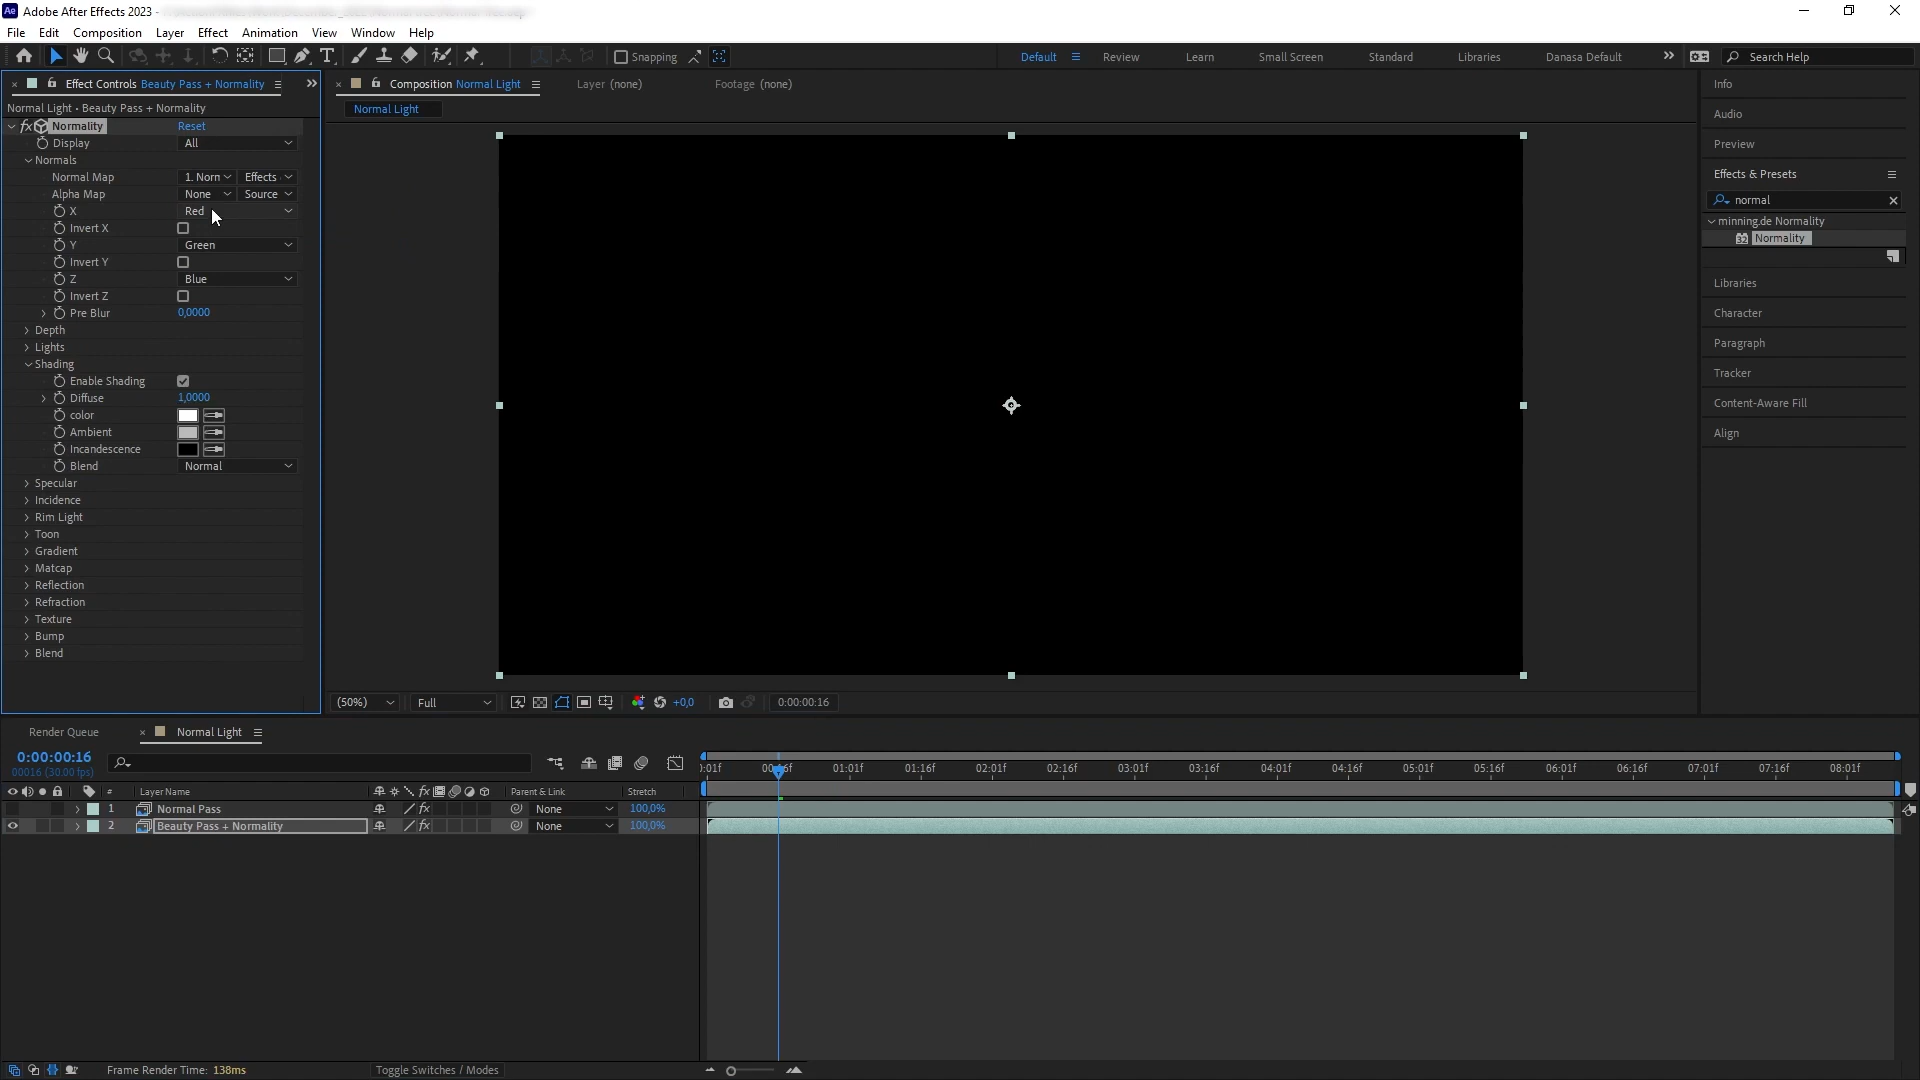 Ae Adobe After Effects 2023 -
File Edit Composition Layer Effect Animation View Window Help
Snapping Default Review Learn Small Screen Standard Libraries Danasa Default Search Help
Effect Controls Beauty Pass + Normality
Composition Normal Light Layer (none) Footage (none)
Normal Light • Beauty Pass + Normality
Normal Light
fx Normality Reset
Display All
Normals
Normal Map 1. Norn Effects
Alpha Map None Source
X Red
Invert X
Y Green
Invert Y
Z Blue
Invert Z
Pre Blur 0,0000
Depth
Lights
Shading
Enable Shading
Diffuse 1,0000
color
Ambient
Incandescence
Blend Normal
Specular
Incidence
Rim Light
Toon
Gradient
Matcap
Reflection
Refraction
Texture
Bump
Blend
(50%) Full +0,0 0:00:00:16
Info
Audio
Preview
Effects & Presets
normal
minning.de Normality
32 Normality
Libraries
Character
Paragraph
Tracker
Content-Aware Fill
Align
Render Queue Normal Light
0:00:00:16
00016 (30.00 fps)
:01f 00:16f 01:01f 01:16f 02:01f 02:16f 03:01f 03:16f 04:01f 04:16f 05:01f 05:16f 06:01f 06:16f 07:01f 07:16f 08:01f
# Layer Name fx Parent & Link Stretch
1 Normal Pass fx None 100,0%
2 Beauty Pass + Normality fx None 100,0%
Frame Render Time: 138ms Toggle Switches / Modes